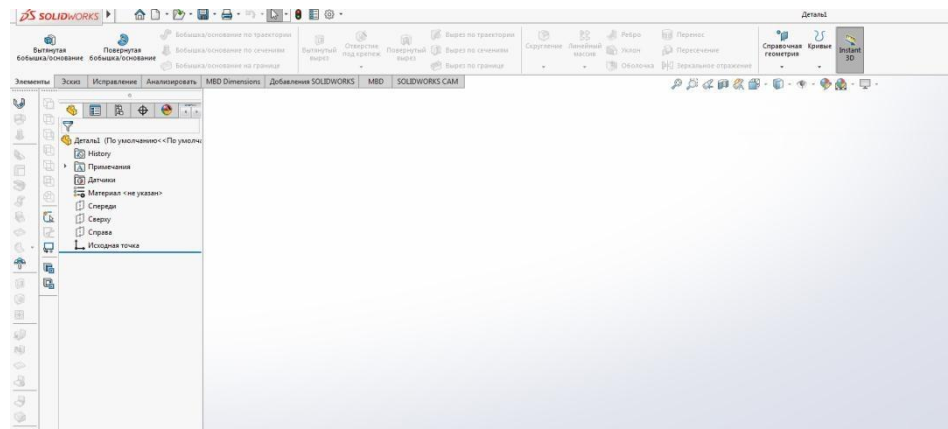 SOLIDWORKS
Деталь1
Вытянутая бобышка/основание
Повернутая бобышка/основание
Бобышка/основание по траектории
Бобышка/основание по сечениям
Бобышка/основание на границе
Вытянутый вырез
Отверстие под крепеж
Повернутый вырез
Вырез по траектории
Вырез по сечениям
Вырез по границе
Скругление
Линейный массив
Ребро
Уклон
Оболочка
Перенос
Пересечение
Зеркальное отражение
Справочная геометрия
Кривые
Instant 3D
Элементы Эскиз Исправление Анализировать MBD Dimensions Добавления SOLIDWORKS MBD SOLIDWORKS CAM
Деталь1 (По умолчанию<<По умолча
History
Примечания
Датчики
Материал <не указан>
Спереди
Сверху
Справа
Исходная точка